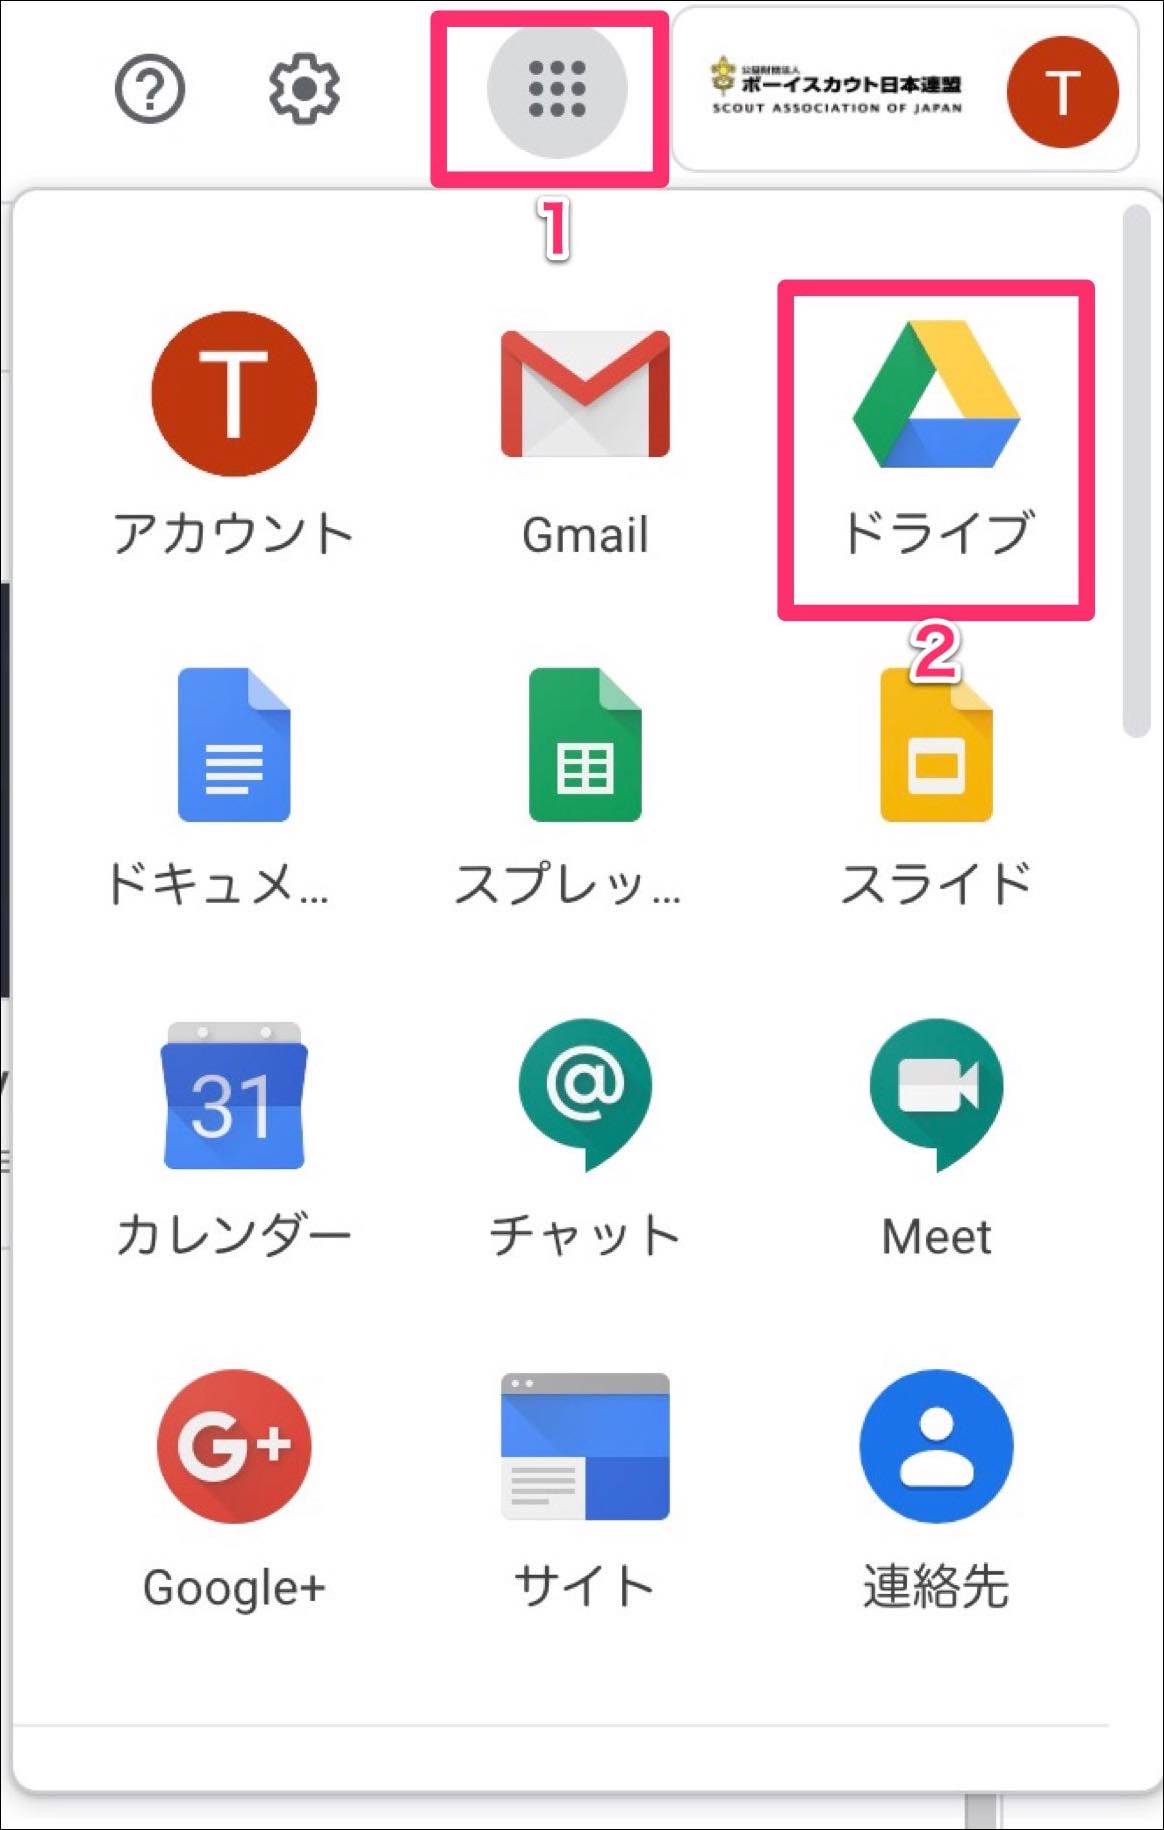 公益財団法人
ボーイスカウト日本連盟
SCOUT ASSOCIATION OF JAPAN
T
1
T
アカウント
Gmail
ドライブ
2
ドキュメ...
スプレッ...
スライド
31
カレンダー
@
チャット
Meet
G+
Google+
サイト
連絡先